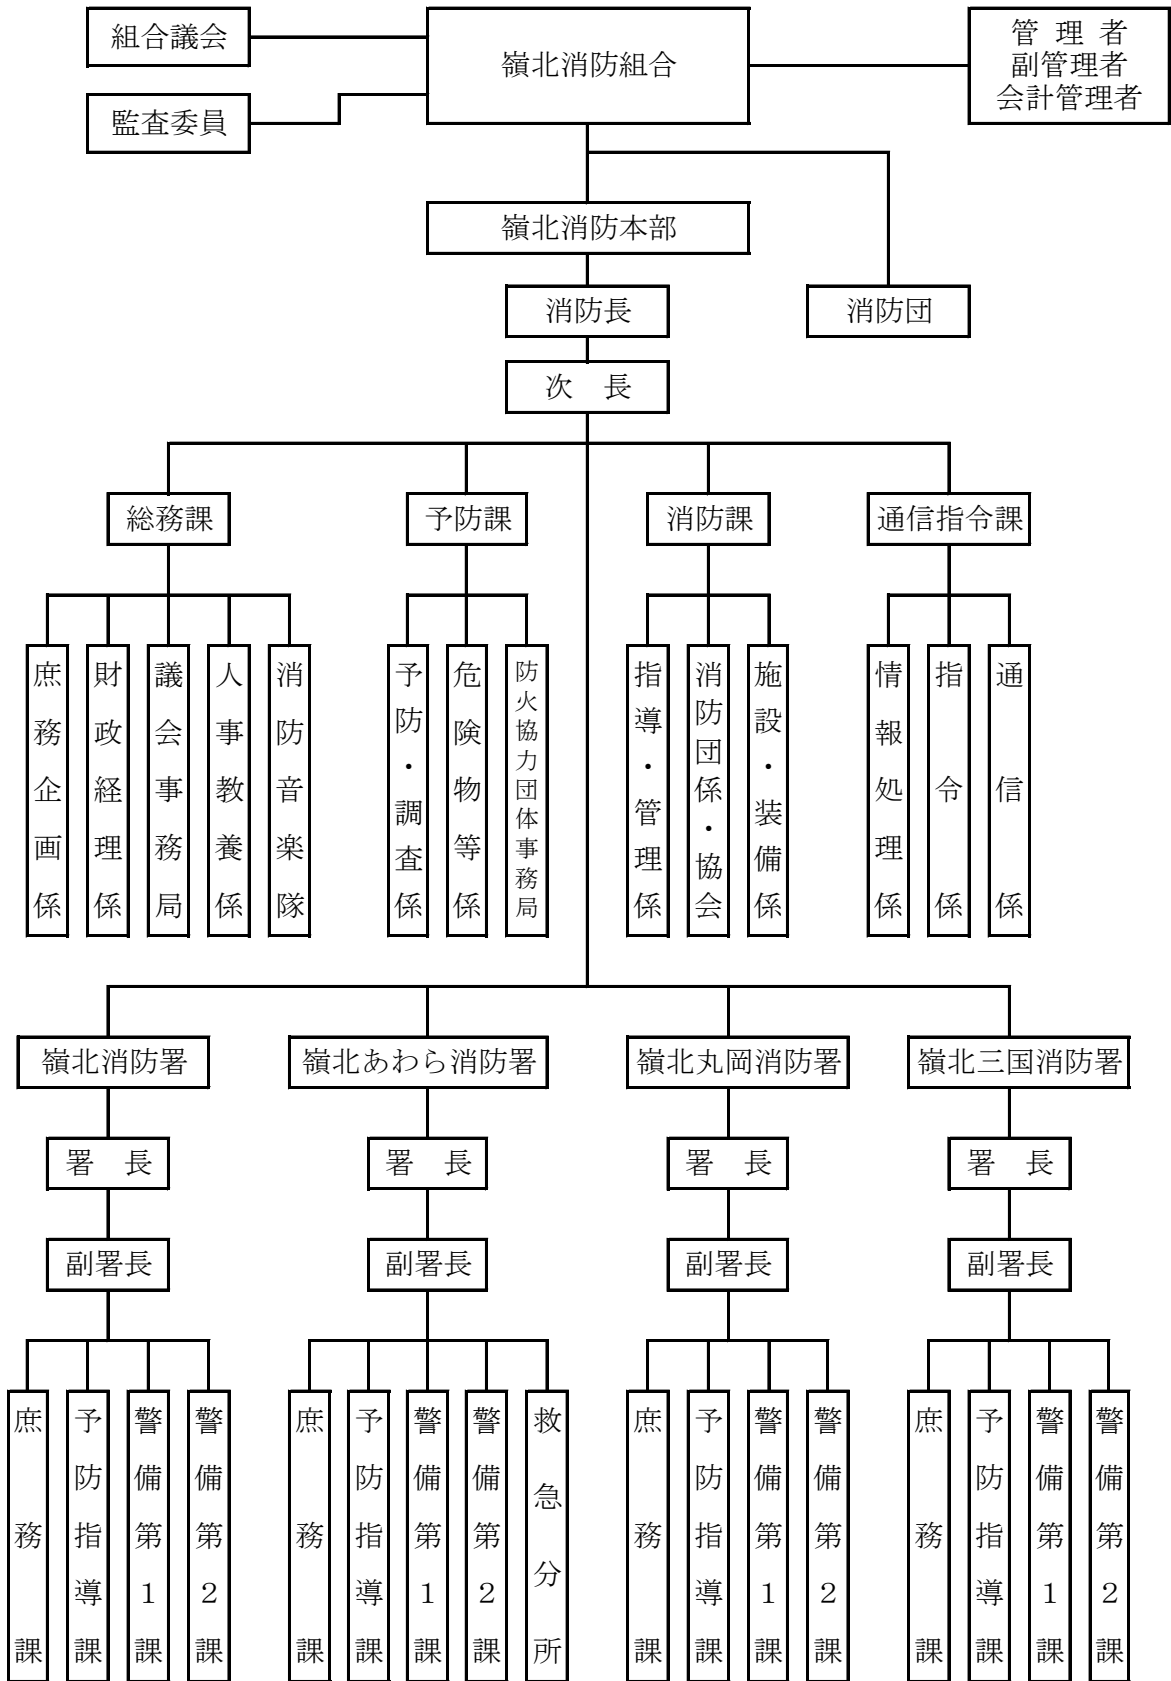 組合議会
監査委員
嶺北消防組合
管理者
副管理者
会計管理者
嶺北消防本部
消防長
消防団
次長
総務課
予防課
消防課
通信指令課
庶務企画係
財政経理係
議会事務局
人事教養係
消防音楽隊
予防・調査係
危険物等係
防火協力団体事務局
指導・管理係
消防団係・協会
施設・装備係
情報処理係
指令係
通信係
嶺北消防署
嶺北あわら消防署
嶺北丸岡消防署
嶺北三国消防署
署長
署長
署長
署長
副署長
副署長
副署長
副署長
庶務課
予防指導課
警備第1課
警備第2課
庶務課
予防指導課
警備第1課
警備第2課
救急分所
庶務課
予防指導課
警備第1課
警備第2課
庶務課
予防指導課
警備第1課
警備第2課